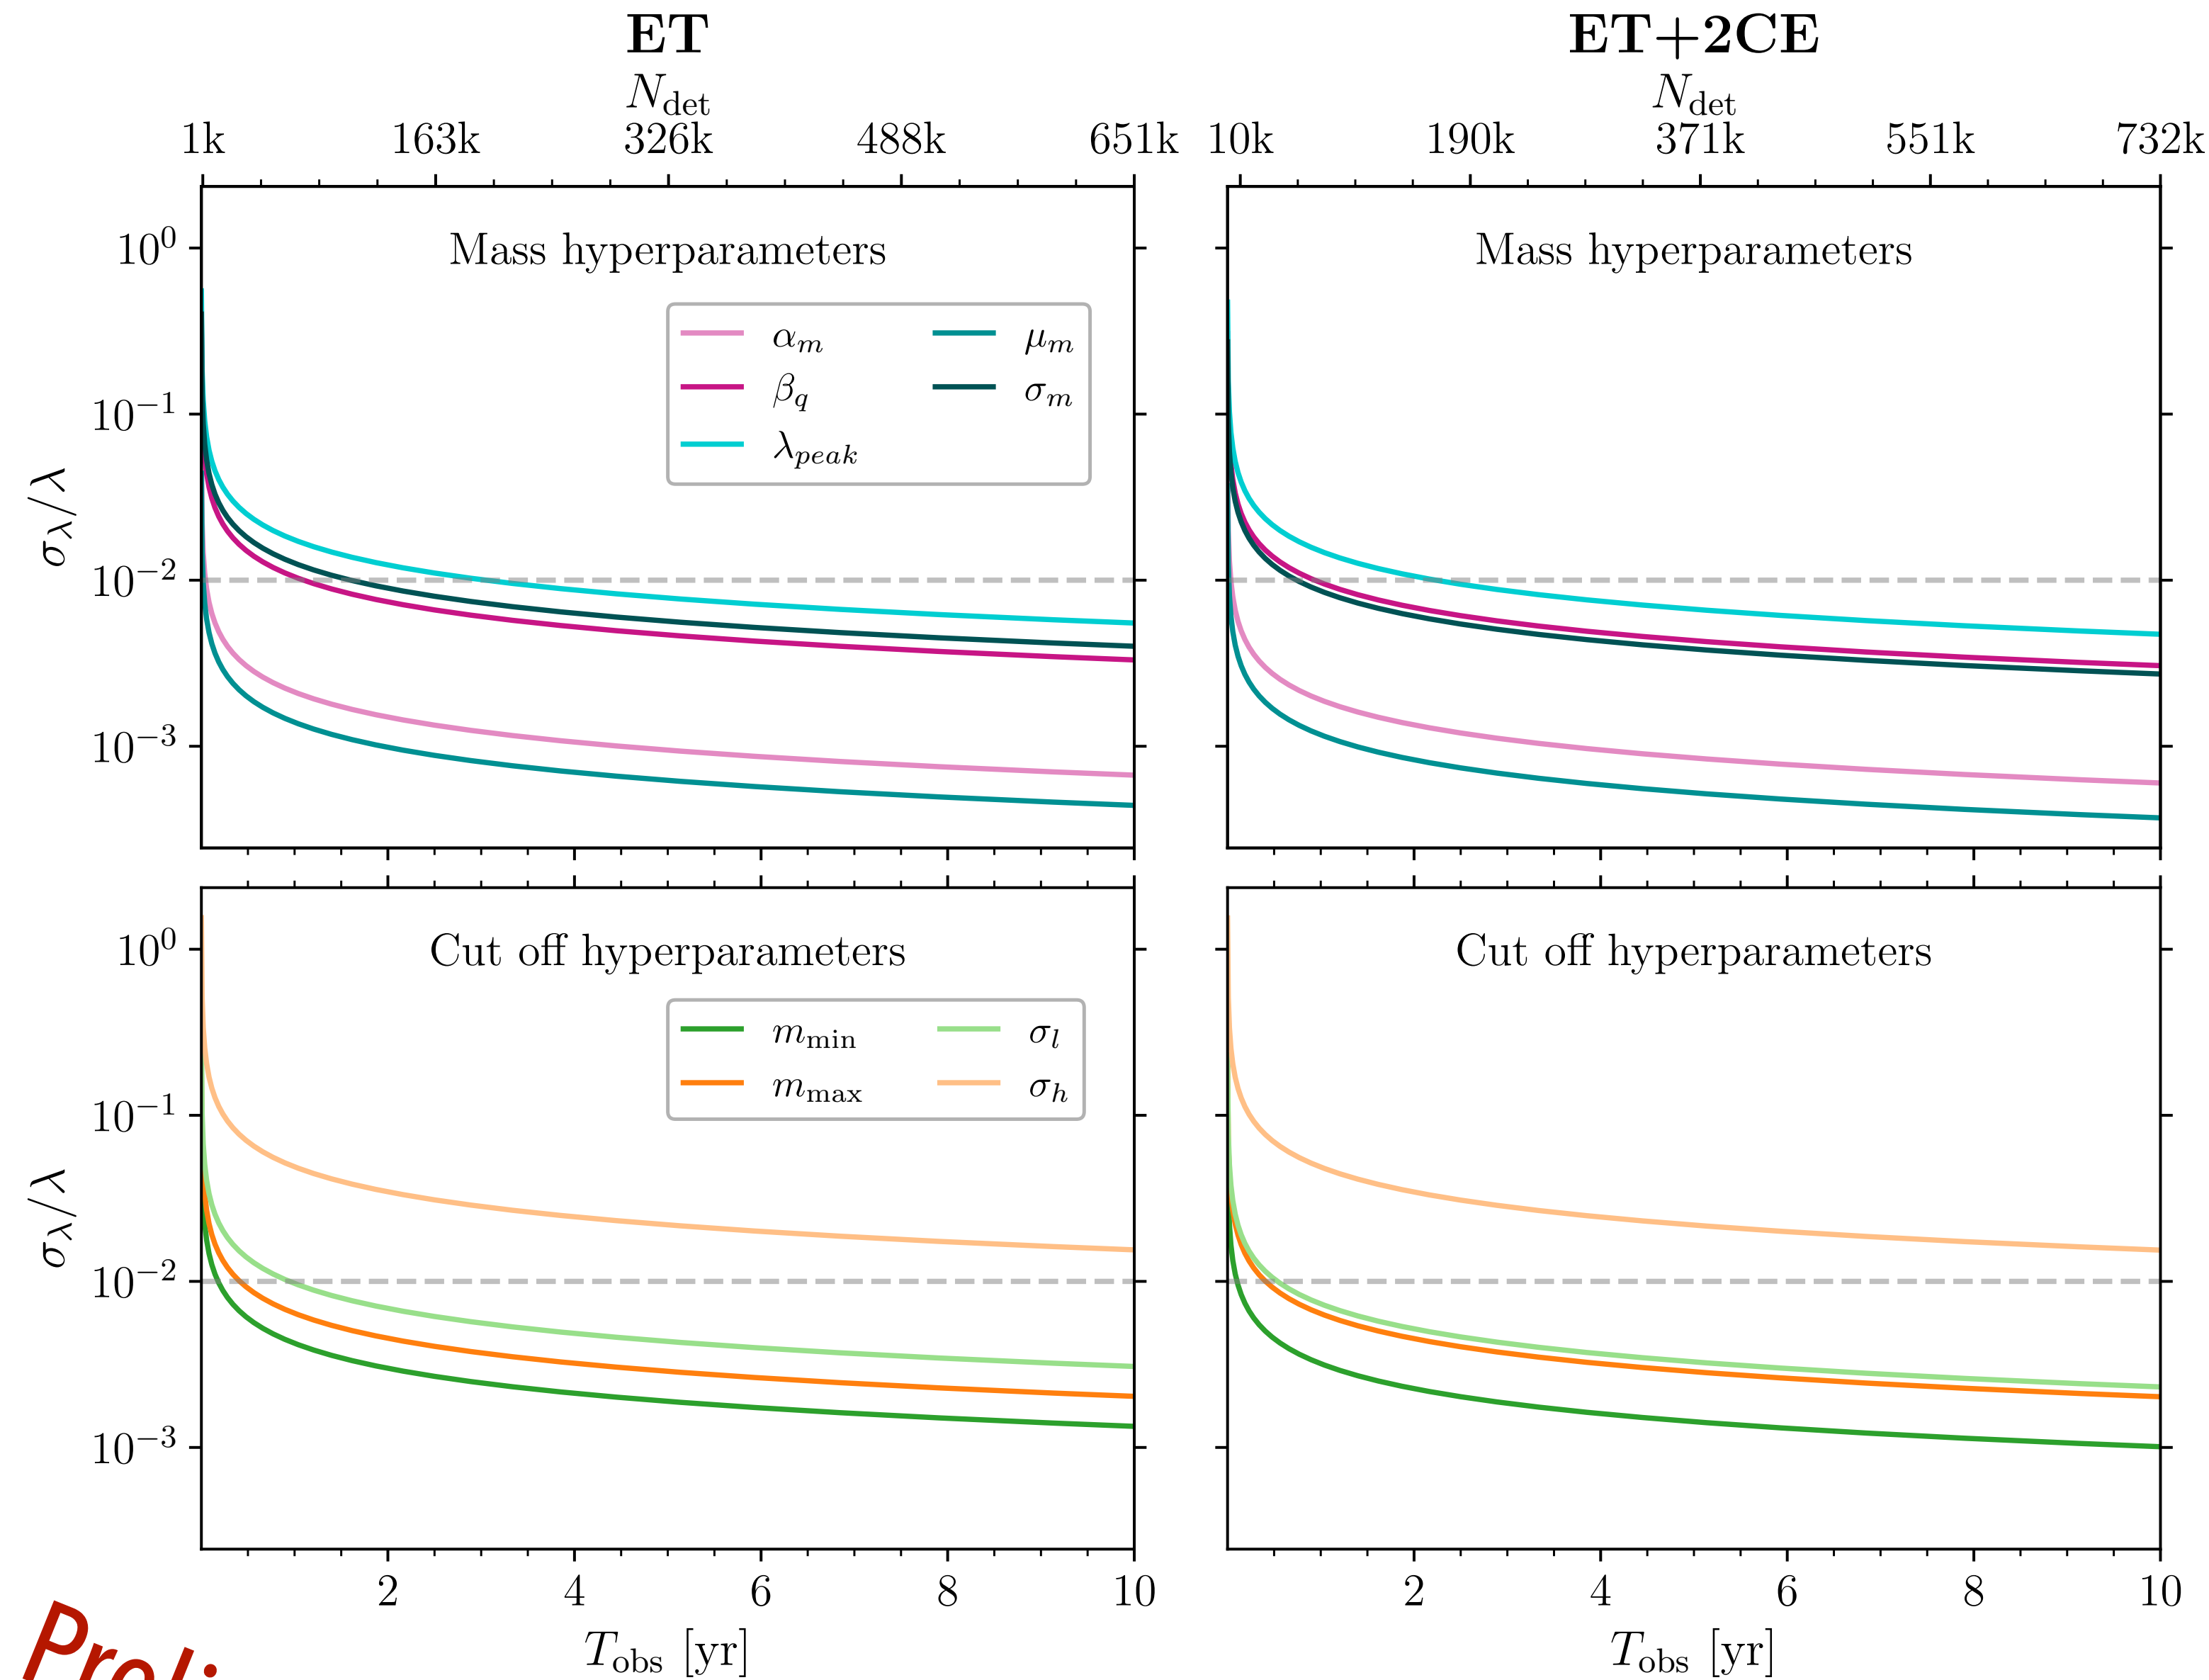 ET
ET+2CE
N_det
N_det
1k 163k 326k 488k 651k
10k 190k 371k 551k 732k
Mass hyperparameters
Mass hyperparameters
10^0
10^−1
10^−2
10^−3
σ_λ/λ
α_m μ_m
β_q σ_m
λ_peak
Cut off hyperparameters
Cut off hyperparameters
10^0
10^−1
10^−2
10^−3
σ_λ/λ
m_min σ_l
m_max σ_h
2 4 6 8 10
2 4 6 8 10
T_obs [yr]
T_obs [yr]